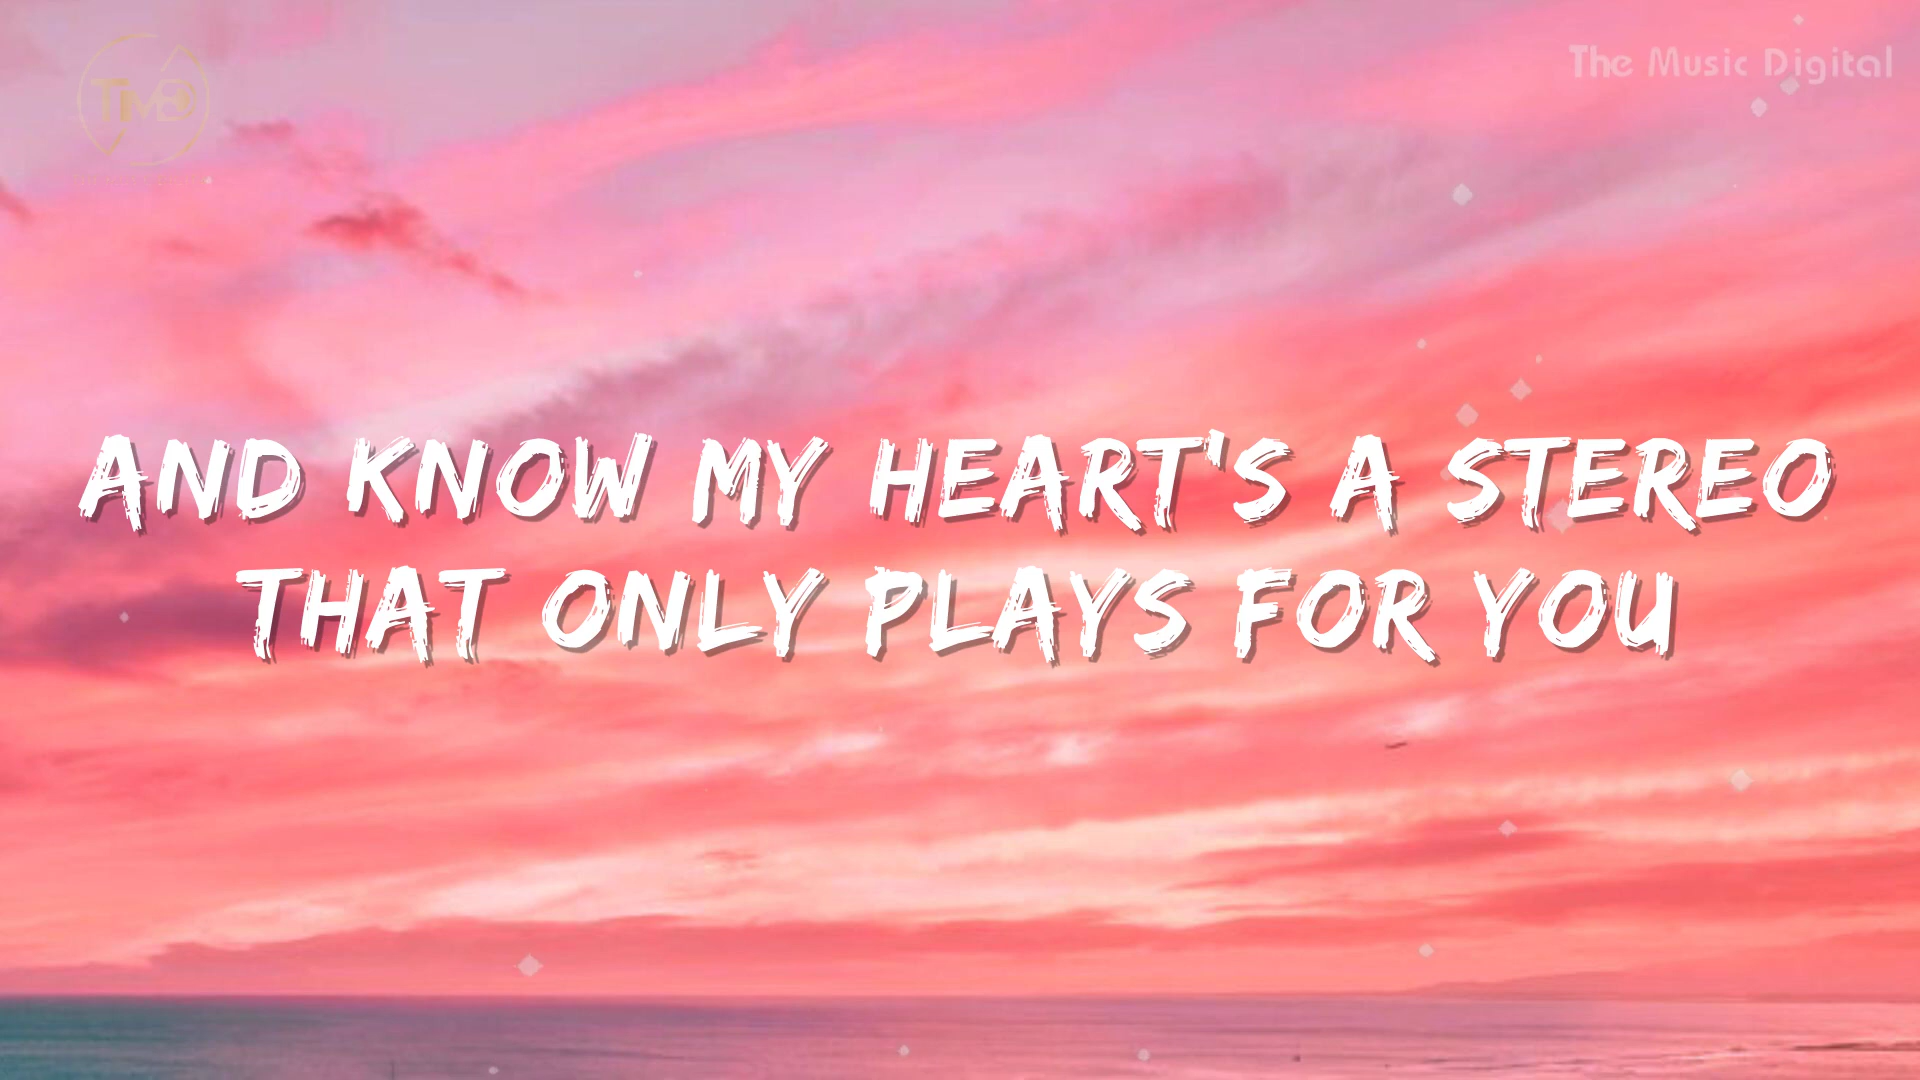 The Music Digital
AND KNOW MY HEART'S A STEREO
THAT ONLY PLAYS FOR YOU